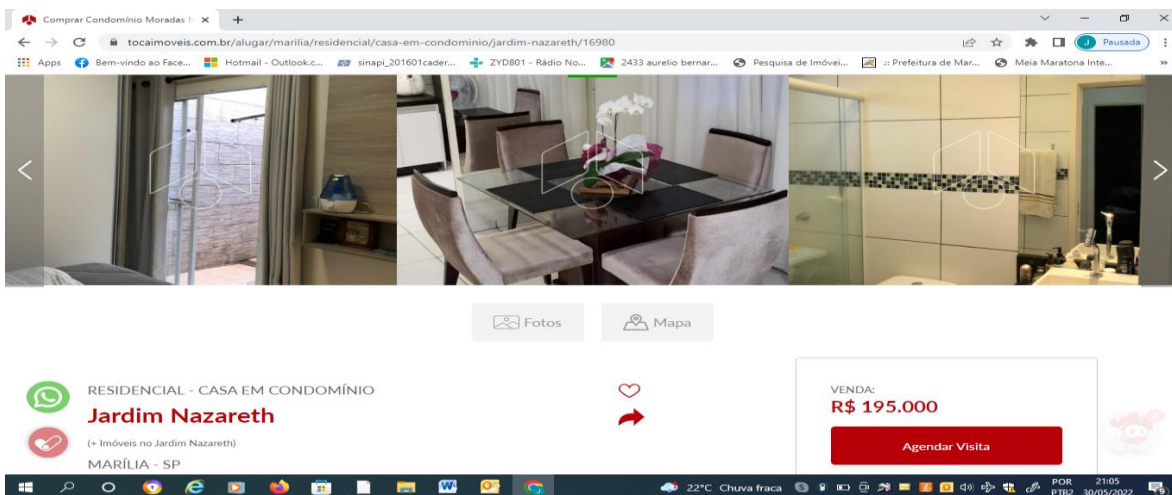 Comprar Condomínio Moradas
tocaimoveis.com.br/alugar/marilia/residencial/casa-em-condominio/jardim-nazareth/16980
J Pausada
Apps Bem-vindo ao Face... Hotmail - Outlook.c... sinapi_201601cader... ZYD801 - Rádio No... 2433 aurelio bernar... Pesquisa de Imóvei... .:: Prefeitura de Mar... Meia Maratona Inte... »
Fotos Mapa
RESIDENCIAL - CASA EM CONDOMÍNIO
Jardim Nazareth
(+ Imóveis no Jardim Nazareth)
MARÍLIA - SP
VENDA:
R$ 195.000
Agendar Visita
22°C Chuva fraca
POR 21:05
PTB2 30/05/2022